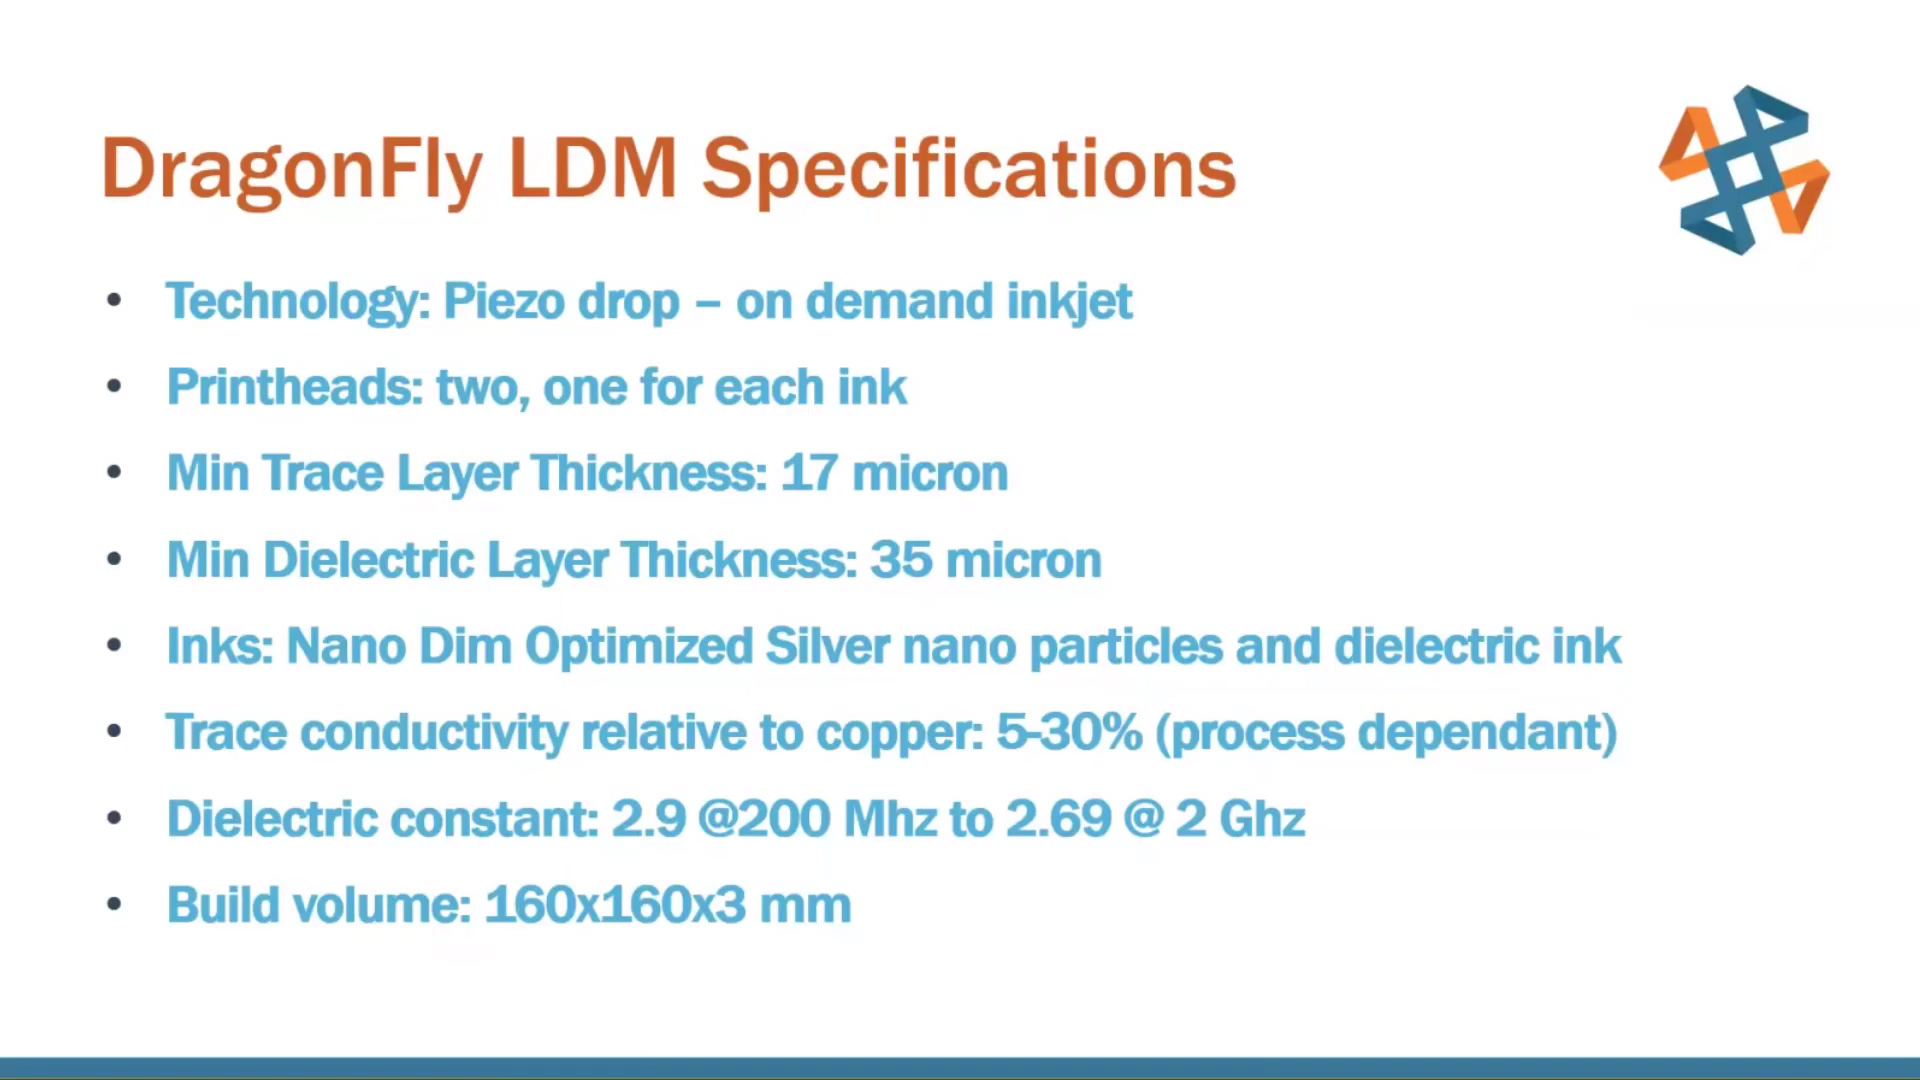 DragonFly LDM Specifications
• Technology: Piezo drop – on demand inkjet
• Printheads: two, one for each ink
• Min Trace Layer Thickness: 17 micron
• Min Dielectric Layer Thickness: 35 micron
• Inks: Nano Dim Optimized Silver nano particles and dielectric ink
• Trace conductivity relative to copper: 5-30% (process dependant)
• Dielectric constant: 2.9 @200 Mhz to 2.69 @ 2 Ghz
• Build volume: 160x160x3 mm